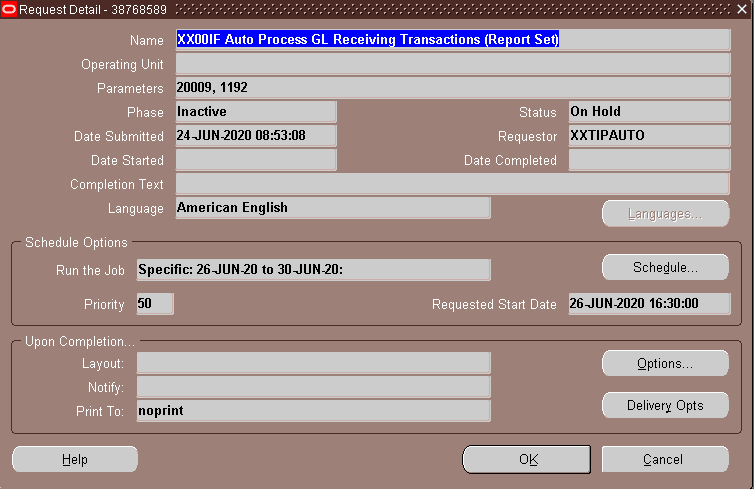 Request Detail - 38768589
Name XX00IF Auto Process GL Receiving Transactions (Report Set)
Operating Unit
Parameters 20009, 1192
Phase Inactive Status On Hold
Date Submitted 24-JUN-2020 08:53:08 Requestor XXTIPAUTO
Date Started Date Completed
Completion Text
Language American English
Languages...
Schedule Options
Run the Job Specific: 26-JUN-20 to 30-JUN-20: Schedule...
Priority 50 Requested Start Date 26-JUN-2020 16:30:00
Upon Completion...
Layout: Options...
Notify:
Print To: noprint Delivery Opts
Help OK Cancel